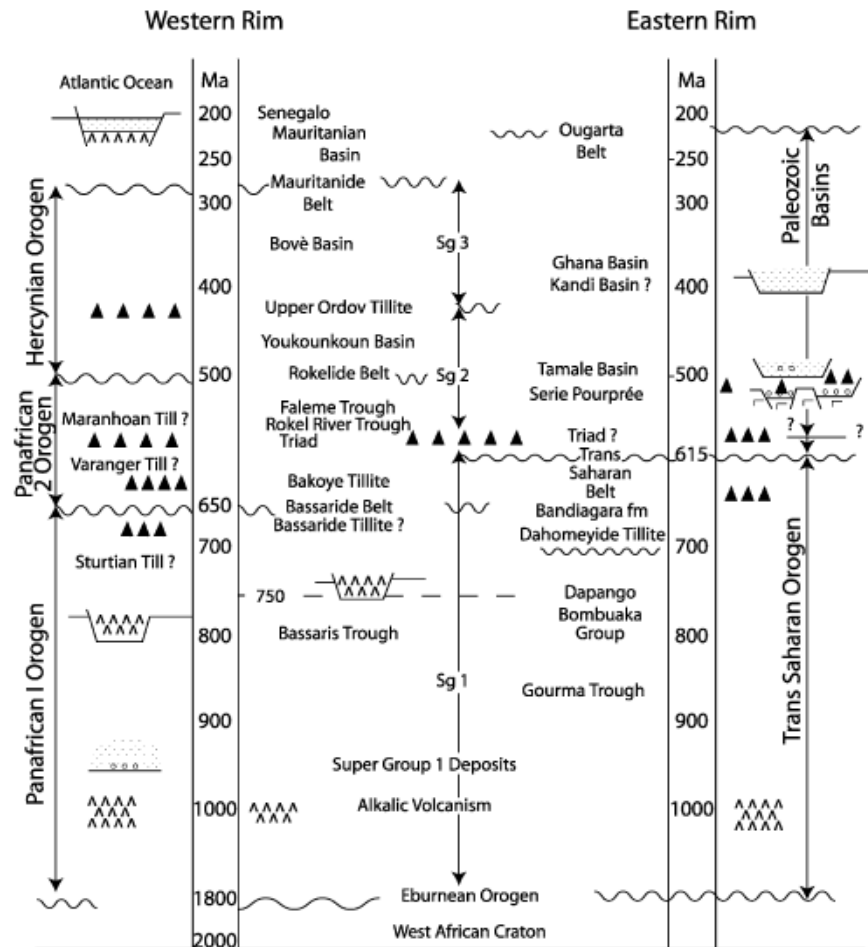 Western Rim
Eastern Rim
Atlantic Ocean
Ma
Ma
200
Senegalo
Mauritanian
Basin
Ougarta
Belt
200
250
250
Mauritanide
Belt
300
300
Bovè Basin
Sg 3
Ghana Basin
Kandi Basin ?
400
400
Upper Ordov Tillite
Youkounkoun Basin
500
Rokelide Belt
Sg 2
Tamale Basin
500
Serie Pourprée
Maranhoan Till ?
Faleme Trough
Rokel River Trough
Triad
Triad ?
?
?
Varanger Till ?
Trans
Saharan
Belt
615
Bakoye Tillite
650
Bassaride Belt
Bassaride Tillite ?
Bandiagara fm
Dahomeyide Tillite
700
700
Sturtian Till ?
750
Dapango
Bombuaka
Group
800
Bassaris Trough
800
Sg 1
Gourma Trough
900
900
Super Group 1 Deposits
1000
Alkalic Volcanism
1000
1800
Eburnean Orogen
1800
West African Craton
2000
2000
Hercynian Orogen
Panafrican
2 Orogen
Panafrican I Orogen
Paleozoic
Basins
Trans Saharan Orogen